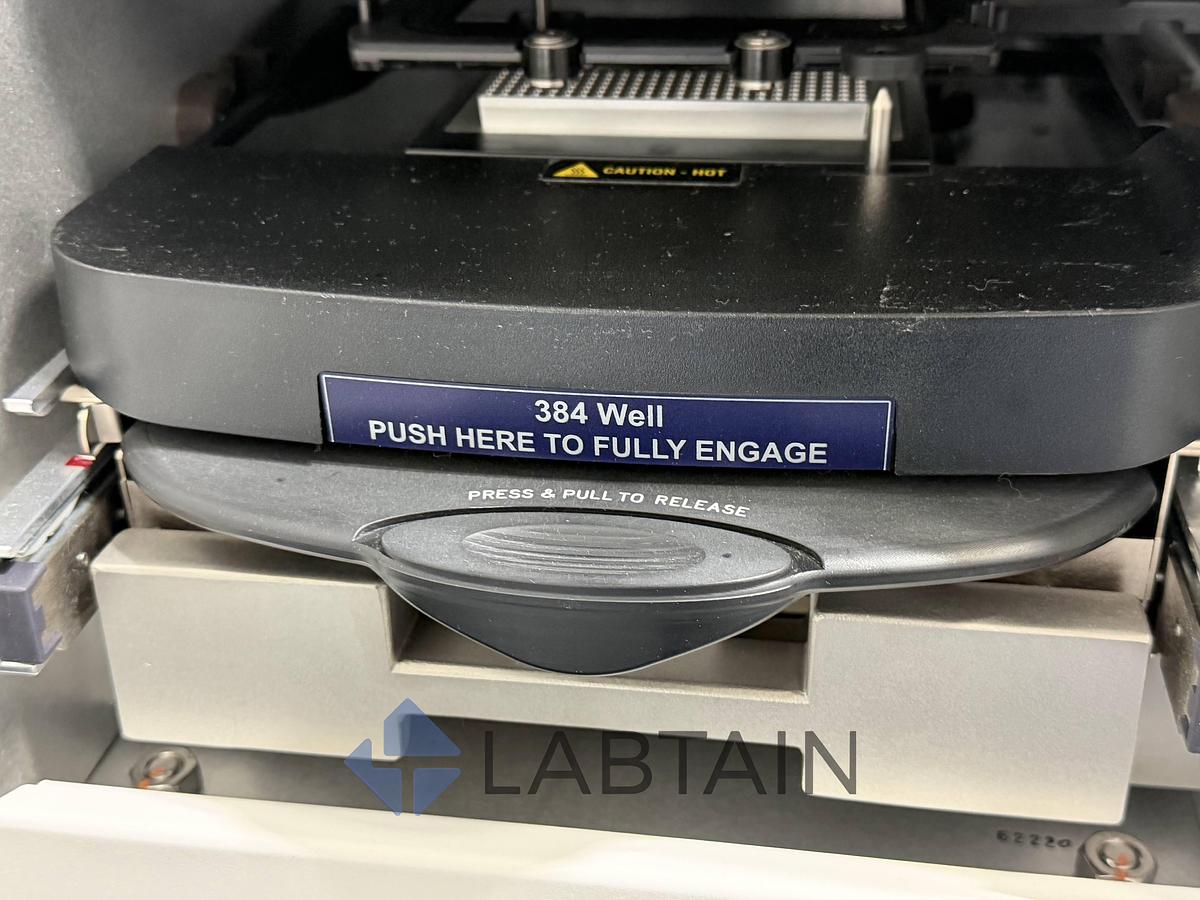 CAUTION - HOT
384 Well
PUSH HERE TO FULLY ENGAGE
PRESS & PULL TO RELEASE
LABTAIN
62220